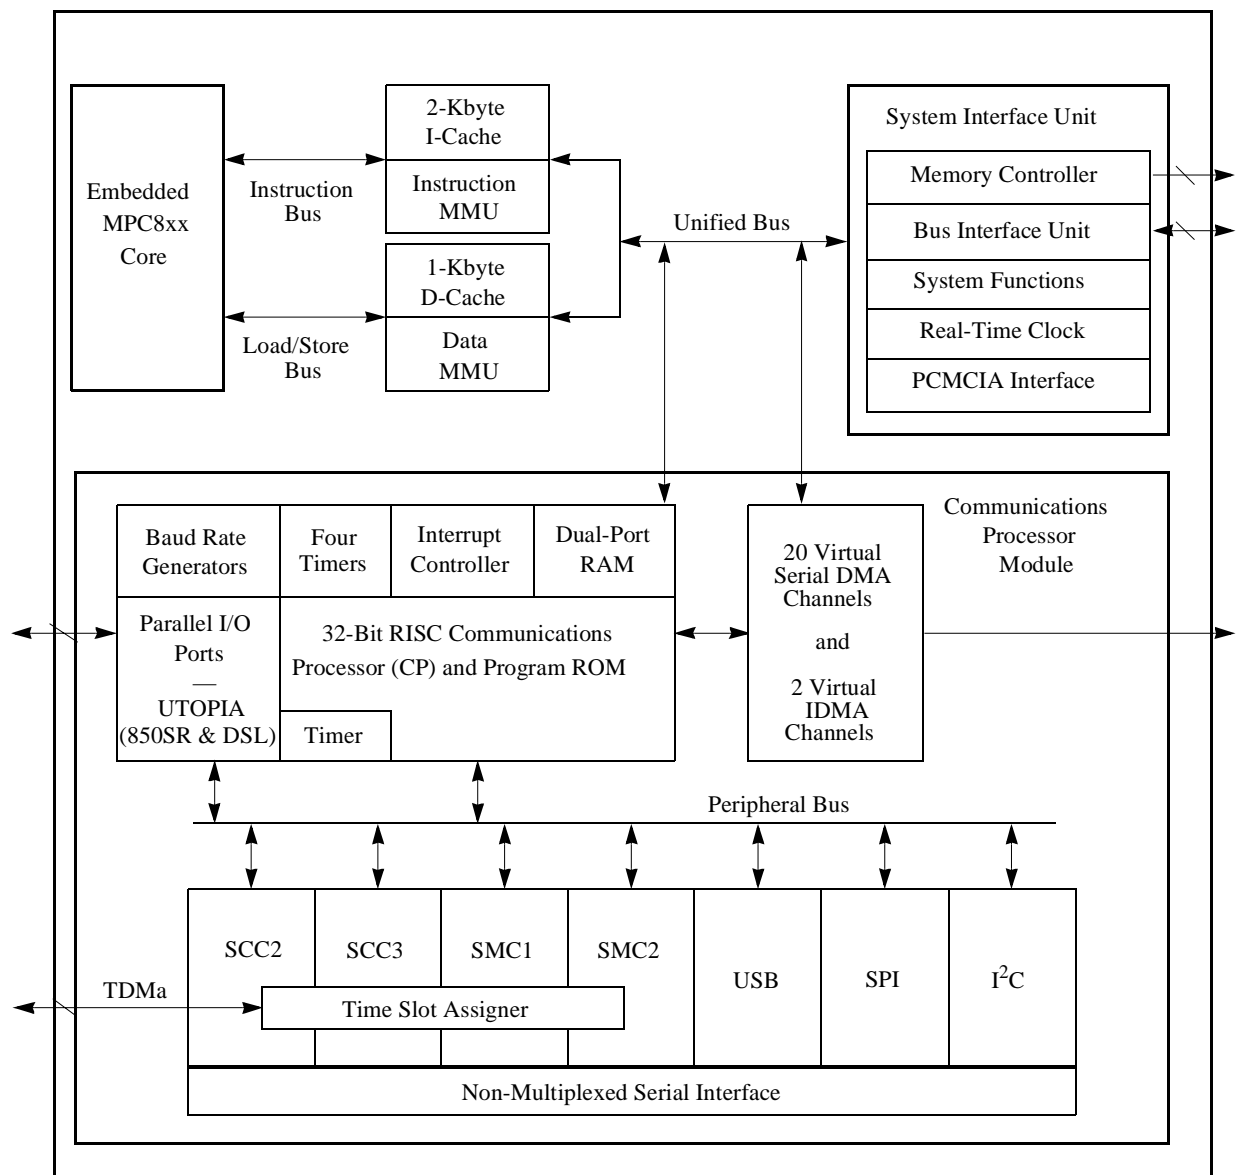 2-Kbyte
I-Cache
Instruction
MMU
System Interface Unit
Memory Controller
Bus Interface Unit
System Functions
Real-Time Clock
PCMCIA Interface
Embedded
MPC8xx
Core
Instruction
Bus
Unified Bus
1-Kbyte
D-Cache
Data
MMU
Load/Store
Bus
Communications
Processor
Module
Baud Rate
Generators
Four
Timers
Interrupt
Controller
Dual-Port
RAM
20 Virtual
Serial DMA
Channels
and
2 Virtual
IDMA
Channels
Parallel I/O
Ports
—
UTOPIA
(850SR & DSL)
32-Bit RISC Communications
Processor (CP) and Program ROM
Timer
Peripheral Bus
SCC2
SCC3
SMC1
SMC2
USB
SPI
I²C
TDMa
Time Slot Assigner
Non-Multiplexed Serial Interface